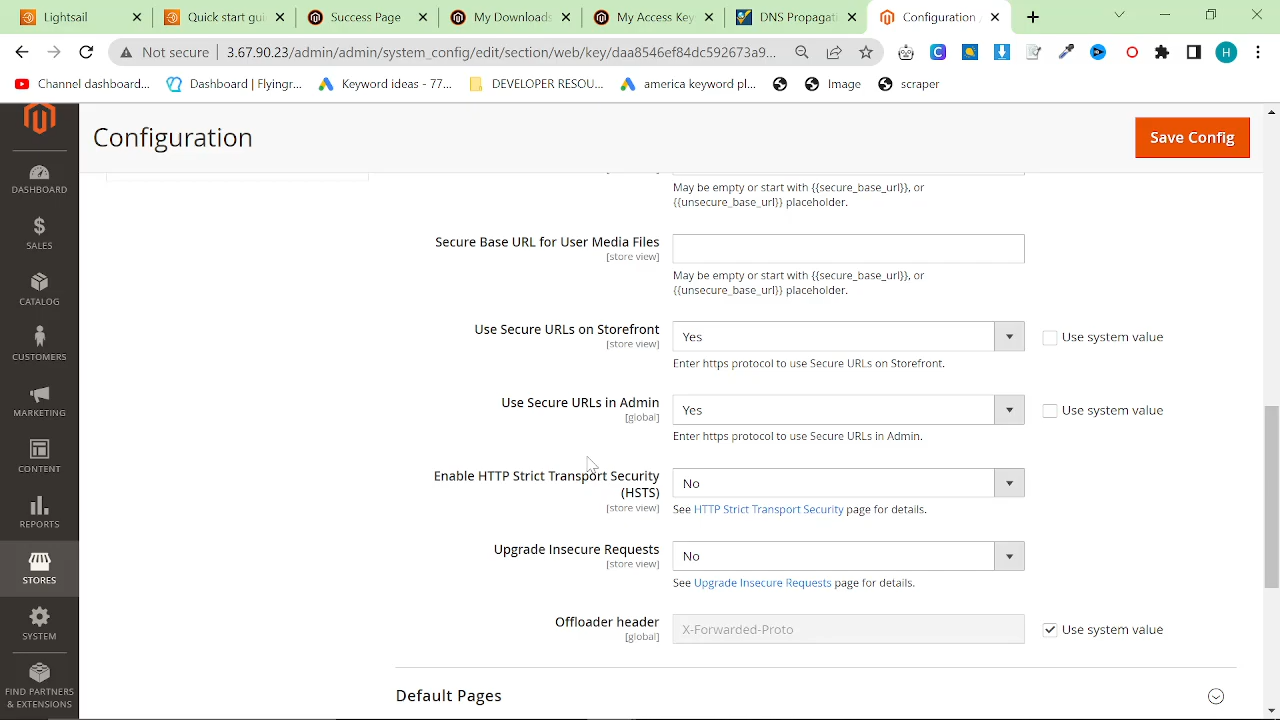 Lightsail
Quick start gui
Success Page
My Downloads
My Access Key
DNS Propagati
Configuration
Not secure
3.67.90.23/admin/admin/system_config/edit/section/web/key/daa8546ef84dc592673a9...
H
Channel dashboard...
Dashboard | Flyingr...
Keyword ideas - 77...
DEVELOPER RESOU...
america keyword pl...
Image
scraper
Configuration
Save Config
DASHBOARD
SALES
CATALOG
CUSTOMERS
MARKETING
CONTENT
REPORTS
STORES
SYSTEM
FIND PARTNERS
& EXTENSIONS
May be empty or start with {{secure_base_url}}, or
{{unsecure_base_url}} placeholder.
Secure Base URL for User Media Files
[store view]
May be empty or start with {{secure_base_url}}, or
{{unsecure_base_url}} placeholder.
Use Secure URLs on Storefront
[store view]
Yes
Use system value
Enter https protocol to use Secure URLs on Storefront.
Use Secure URLs in Admin
[global]
Yes
Use system value
Enter https protocol to use Secure URLs in Admin.
Enable HTTP Strict Transport Security
(HSTS)
[store view]
No
See HTTP Strict Transport Security page for details.
Upgrade Insecure Requests
[store view]
No
See Upgrade Insecure Requests page for details.
Offloader header
[global]
X-Forwarded-Proto
Use system value
Default Pages